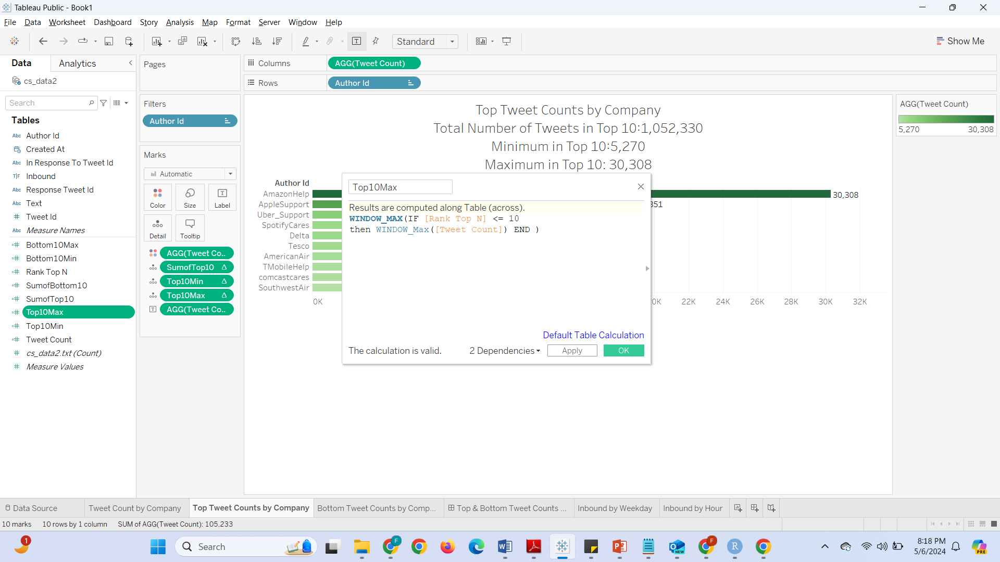 Tableau Public - Book1
File Data Worksheet Dashboard Story Analysis Map Format Server Window Help
Standard
Show Me
Data Analytics
cs_data2
Search
Tables
Abc Author Id
Created At
Abc In Response To Tweet Id
T|F Inbound
Abc Response Tweet Id
Abc Text
# Tweet Id
Abc Measure Names
=# Bottom10Max
=# Bottom10Min
=# Rank Top N
=# SumofBottom10
=# SumofTop10
=# Top10Max
=# Top10Min
=# Tweet Count
# cs_data2.txt (Count)
# Measure Values
Pages
Filters
Author Id
Marks
Automatic
Color Size Label
Detail Tooltip
AGG(Tweet Co..
SumofTop10 Δ
Top10Min Δ
Top10Max Δ
AGG(Tweet Co..
Columns AGG(Tweet Count)
Rows Author Id
Top Tweet Counts by Company
Total Number of Tweets in Top 10:1,052,330
Minimum in Top 10:5,270
Maximum in Top 10: 30,308
Author Id
AmazonHelp 30,308
AppleSupport 351
Uber_Support
SpotifyCares
Delta
Tesco
AmericanAir
TMobileHelp
comcastcares
SouthwestAir
0K 0K 22K 24K 26K 28K 30K 32K
Top10Max
Results are computed along Table (across).
WINDOW_MAX(IF [Rank Top N] <= 10
then WINDOW_Max([Tweet Count]) END )
Default Table Calculation
The calculation is valid. 2 Dependencies Apply OK
AGG(Tweet Count)
5,270 30,308
Data Source Tweet Count by Company Top Tweet Counts by Company Bottom Tweet Counts by Comp... Top & Bottom Tweet Counts ... Inbound by Weekday Inbound by Hour
10 marks 10 rows by 1 column SUM of AGG(Tweet Count): 105,233
1
Search
F
NEW
F
R
8:18 PM
5/6/2024
PRE